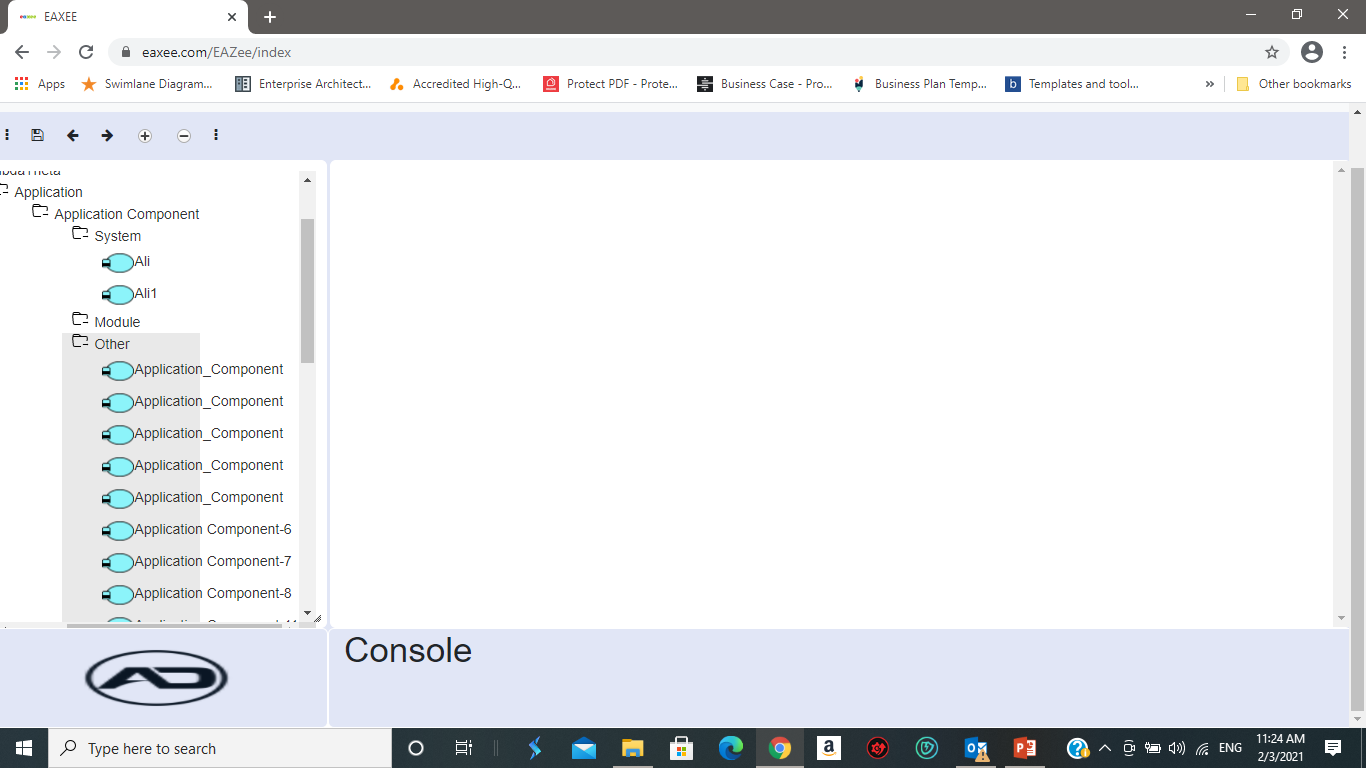 EAXEE
eaxee.com/EAZee/index
Apps Swimlane Diagram... Enterprise Architect... Accredited High-Q... Protect PDF - Prote... Business Case - Pro... Business Plan Temp... Templates and tool... » Other bookmarks
Application
Application Component
System
Ali
Ali1
Module
Other
Application_Component
Application_Component
Application_Component
Application_Component
Application_Component
Application Component-6
Application Component-7
Application Component-8
Console
Type here to search
ENG
11:24 AM
2/3/2021